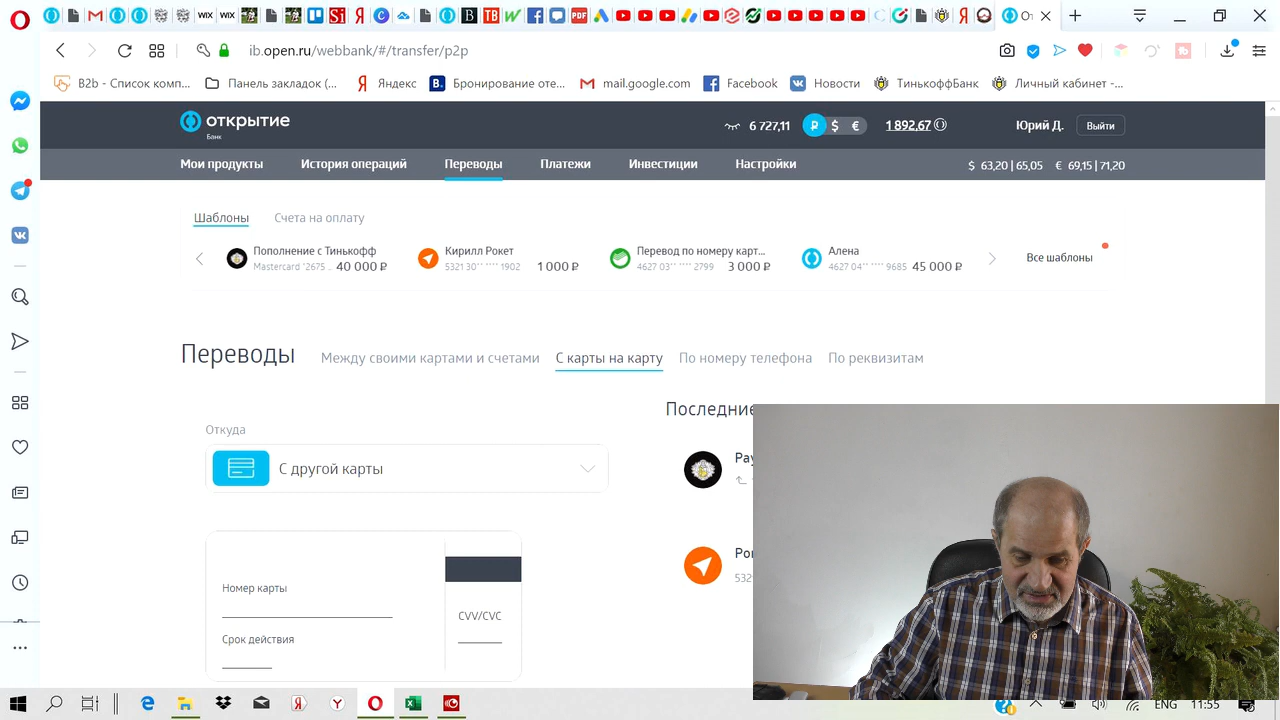 ib.open.ru/webbank/#/transfer/p2p
B2b - Список комп...
Панель закладок (...
Яндекс
Бронирование оте...
mail.google.com
Facebook
Новости
ТинькоффБанк
Личный кабинет -...
открытие
Банк
6 727,11
₽ $ €
1 892,67
Юрий Д.
Выйти
Мои продукты
История операций
Переводы
Платежи
Инвестиции
Настройки
$ 63,20 | 65,05 € 69,15 | 71,20
Шаблоны
Счета на оплату
Пополнение с Тинькофф
Mastercard *2675 ... 40 000 ₽
Кирилл Рокет
5321 30** **** 1902 1 000 ₽
Перевод по номеру карт...
4627 03** **** 2799 3 000 ₽
Алена
4627 04** **** 9685 45 000 ₽
Все шаблоны
Переводы
Между своими картами и счетами
С карты на карту
По номеру телефона
По реквизитам
Откуда
С другой карты
Последние
Номер карты
Срок действия
CVV/CVC
ENG 11:55